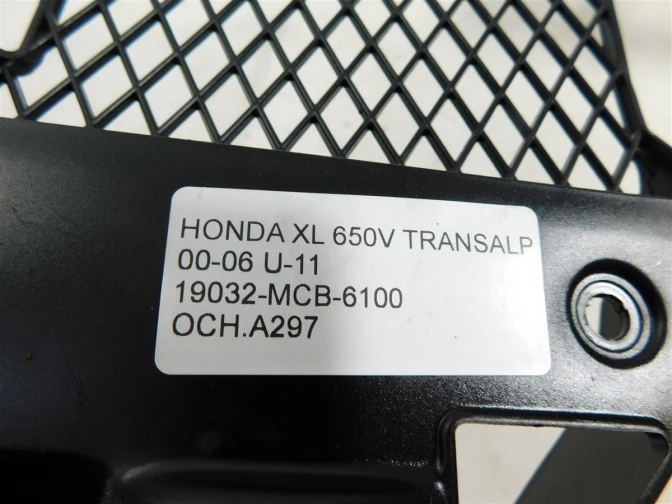 HONDA XL 650V TRANSALP
00-06 U-11
19032-MCB-6100
OCH.A297